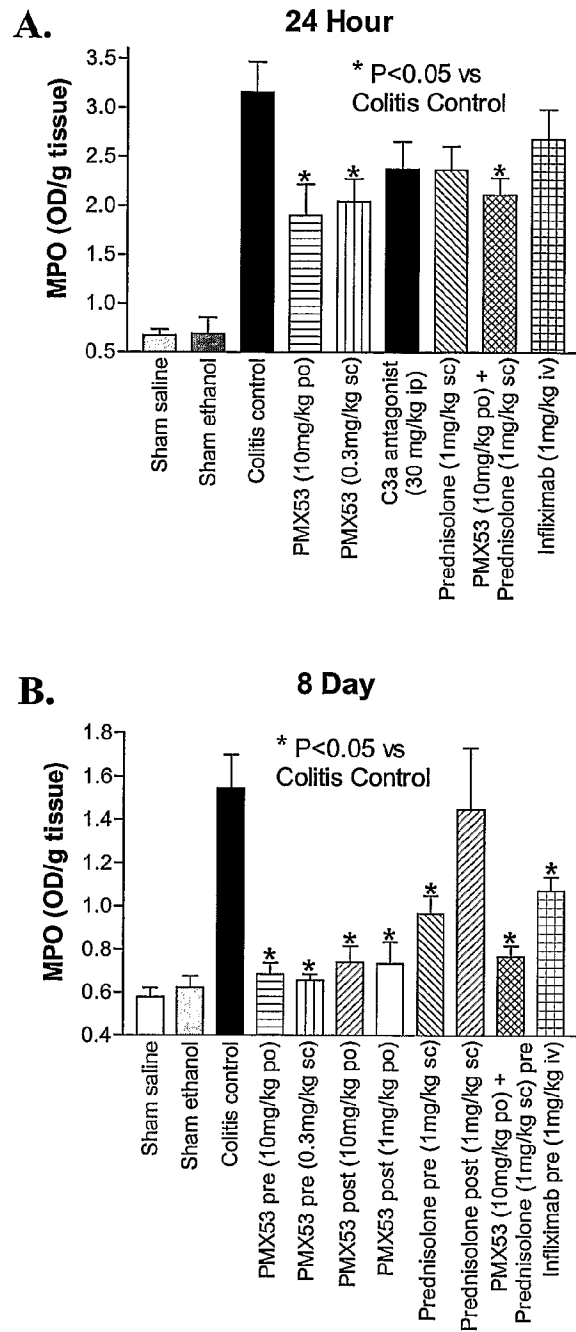 A.
24 Hour
* P<0.05 vs
Colitis Control
MPO (OD/g tissue)
3.5
3.0
2.5
2.0
1.5
1.0
0.5
*
*
*
Sham saline
Sham ethanol
Colitis control
PMX53 (10mg/kg po)
PMX53 (0.3mg/kg sc)
C3a antagonist
(30 mg/kg ip)
Prednisolone (1mg/kg sc)
PMX53 (10mg/kg po) +
Prednisolone (1mg/kg sc)
Infliximab (1mg/kg iv)
B.
8 Day
* P<0.05 vs
Colitis Control
MPO (OD/g tissue)
1.8
1.6
1.4
1.2
1.0
0.8
0.6
0.4
*
*
*
*
*
*
*
Sham saline
Sham ethanol
Colitis control
PMX53 pre (10mg/kg po)
PMX53 pre (0.3mg/kg sc)
PMX53 post (10mg/kg po)
PMX53 post (1mg/kg po)
Prednisolone pre (1mg/kg sc)
Prednisolone post (1mg/kg sc)
PMX53 (10mg/kg po) +
Prednisolone (1mg/kg sc) pre
Infliximab pre (1mg/kg iv)